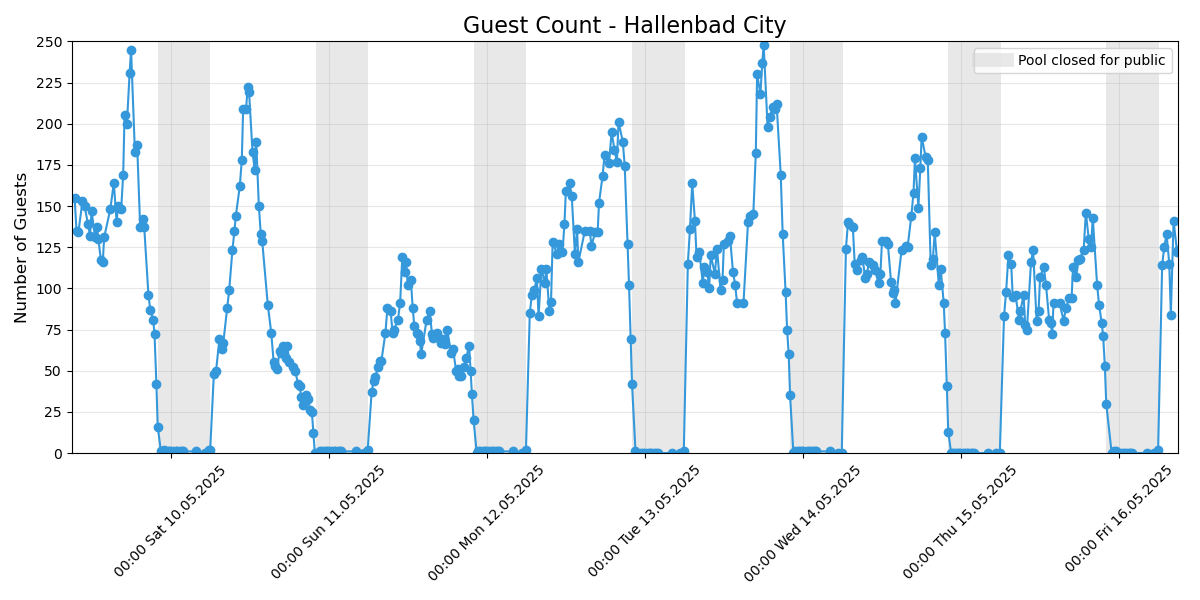 Guest Count - Hallenbad City
Number of Guests
250
225
200
175
150
125
100
75
50
25
0
Pool closed for public
00:00 Sat 10.05.2025
00:00 Sun 11.05.2025
00:00 Mon 12.05.2025
00:00 Tue 13.05.2025
00:00 Wed 14.05.2025
00:00 Thu 15.05.2025
00:00 Fri 16.05.2025